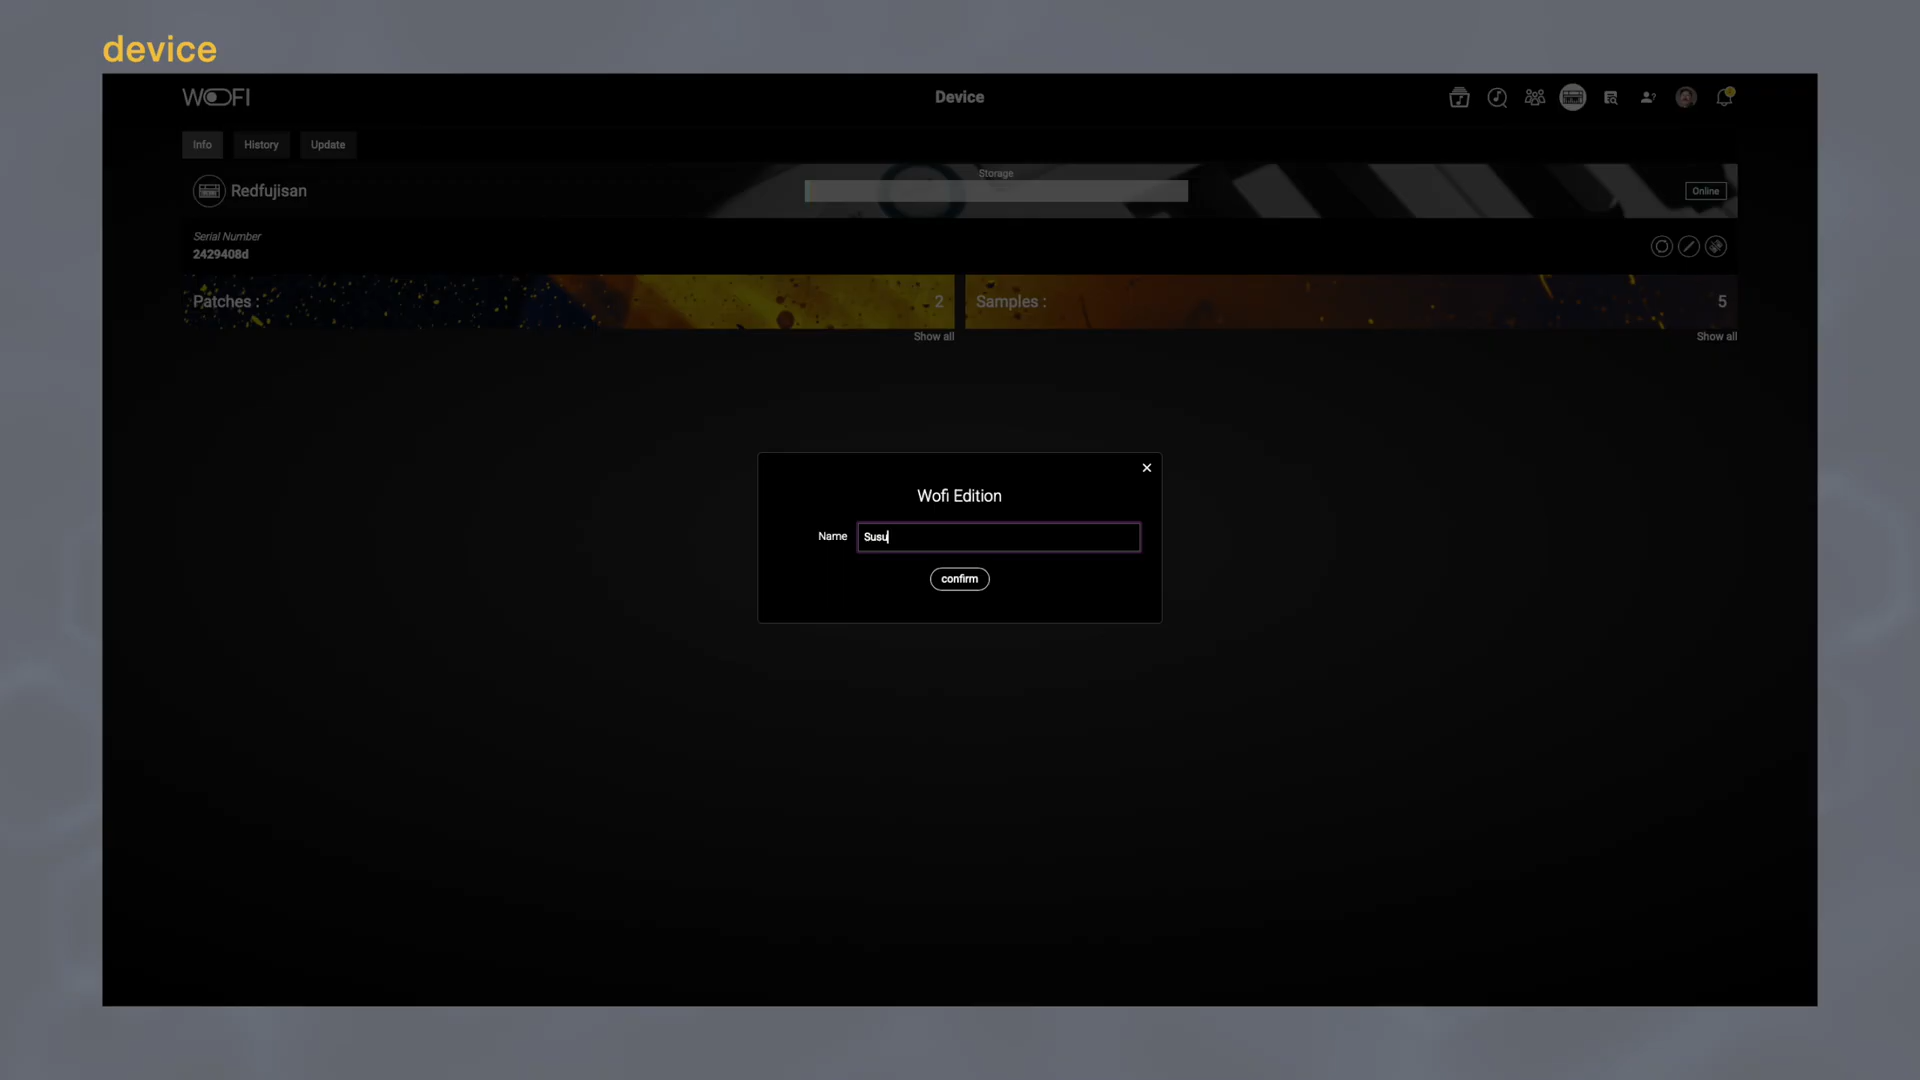 device
WOFI
Device
Info
History
Update
Redfujisan
Storage
Online
Serial Number
2429408d
Patches :
2
Samples :
5
Show all
Show all
Wofi Edition
Name
Susu
confirm